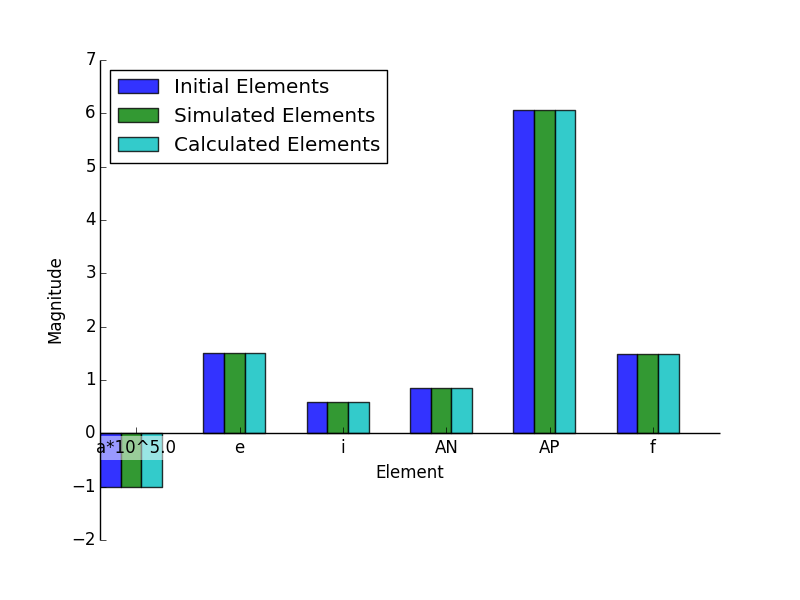 7
6
5
4
3
2
1
0
−1
−2
Magnitude
Initial Elements
Simulated Elements
Calculated Elements
a*10^5.0 e i AN AP f
Element